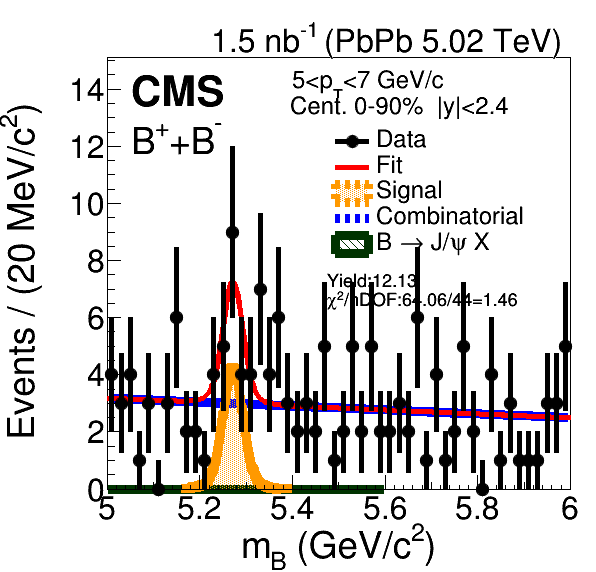 1.5 nb⁻¹ (PbPb 5.02 TeV)
CMS
B⁺+B⁻
5<p_T<7 GeV/c
Cent. 0-90% |y|<2.4
Data
Fit
Signal
Combinatorial
B → J/ψ X
Yield:12.13
χ²/nDOF:64.06/44=1.46
Events / (20 MeV/c²)
14
12
10
8
6
4
2
0
5 5.2 5.4 5.6 5.8 6
m_B (GeV/c²)